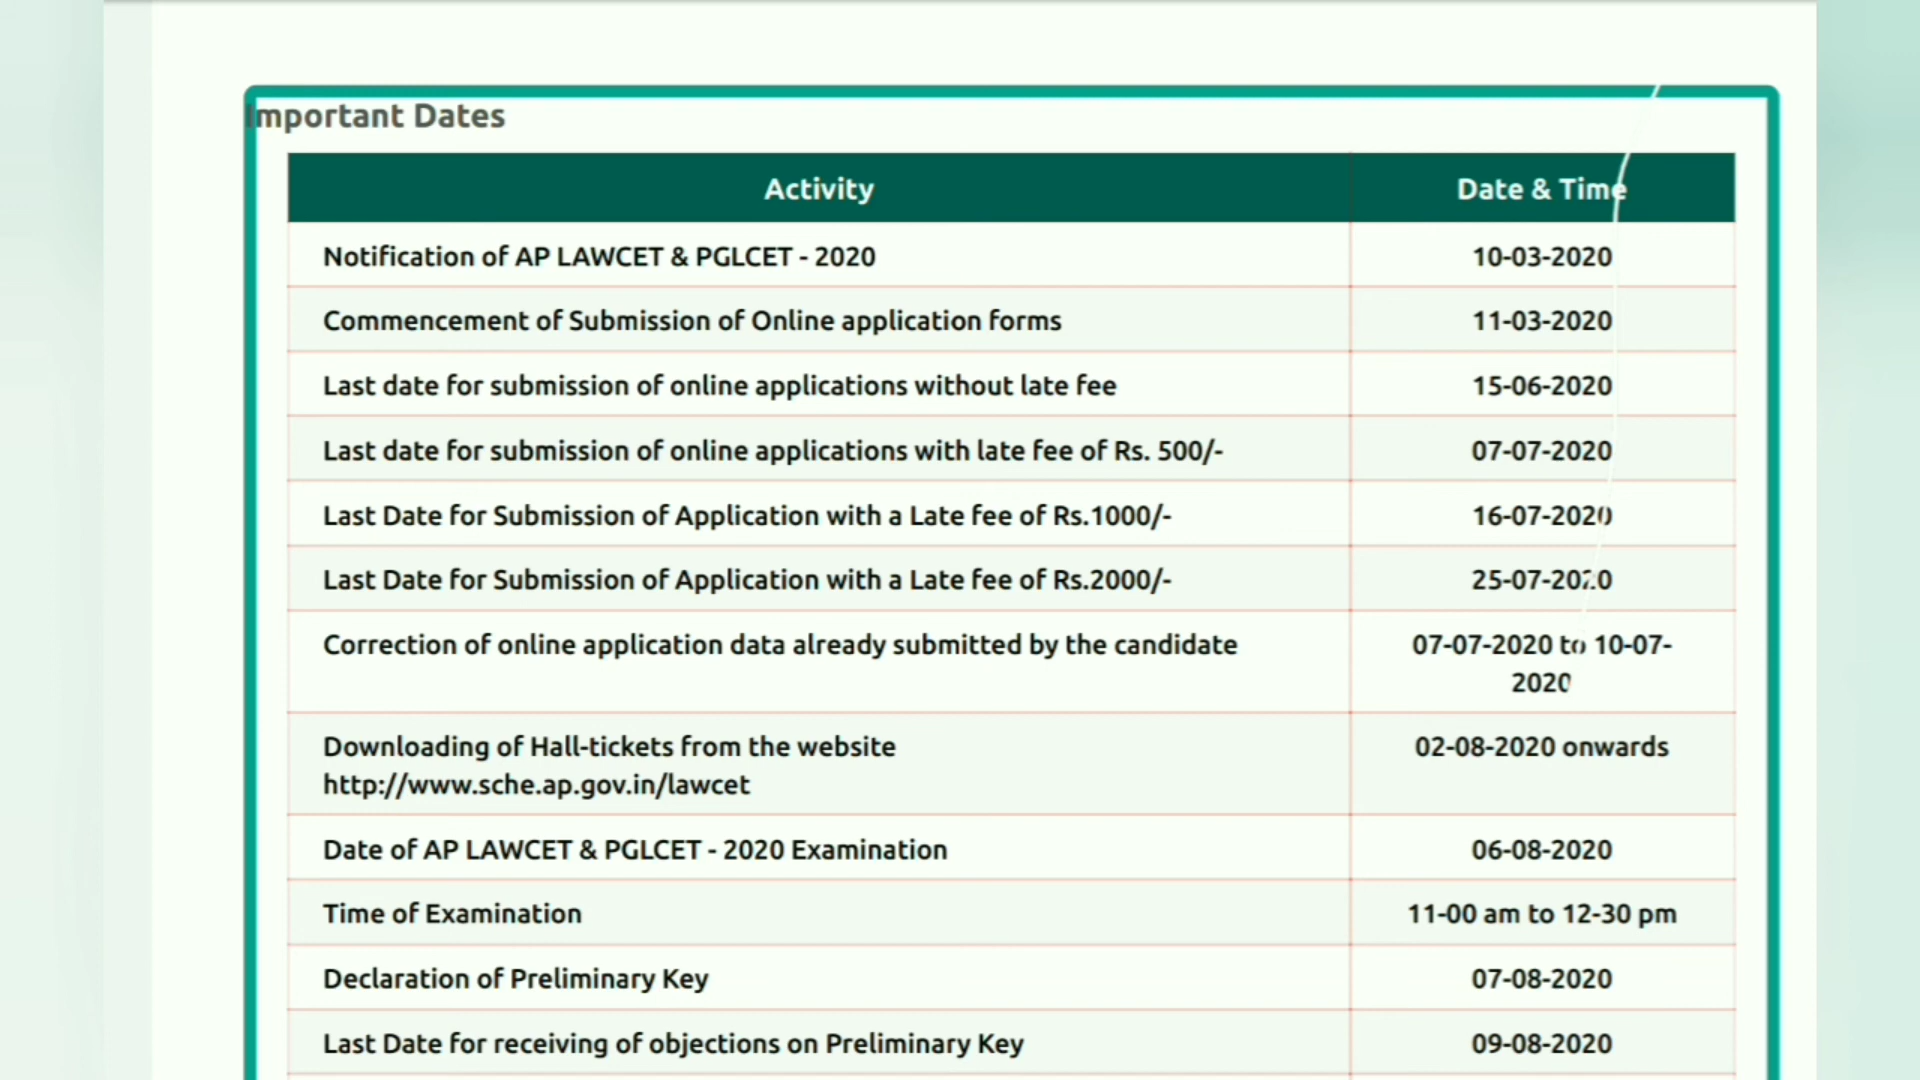 Important Dates
Activity Date & Time
Notification of AP LAWCET & PGLCET - 2020 10-03-2020
Commencement of Submission of Online application forms 11-03-2020
Last date for submission of online applications without late fee 15-06-2020
Last date for submission of online applications with late fee of Rs. 500/- 07-07-2020
Last Date for Submission of Application with a Late fee of Rs.1000/- 16-07-2020
Last Date for Submission of Application with a Late fee of Rs.2000/- 25-07-2020
Correction of online application data already submitted by the candidate 07-07-2020 to 10-07-
2020
Downloading of Hall-tickets from the website 02-08-2020 onwards
http://www.sche.ap.gov.in/lawcet
Date of AP LAWCET & PGLCET - 2020 Examination 06-08-2020
Time of Examination 11-00 am to 12-30 pm
Declaration of Preliminary Key 07-08-2020
Last Date for receiving of objections on Preliminary Key 09-08-2020